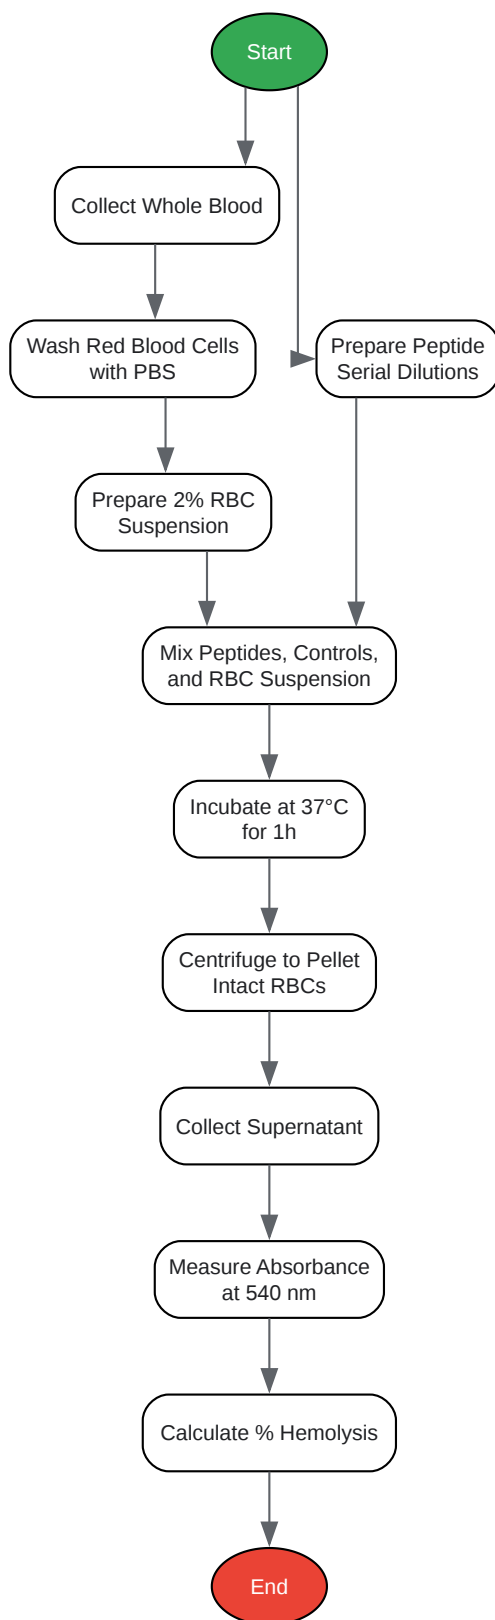 Start
Collect Whole Blood
Wash Red Blood Cells
with PBS
Prepare Peptide
Serial Dilutions
Prepare 2% RBC
Suspension
Mix Peptides, Controls,
and RBC Suspension
Incubate at 37°C
for 1h
Centrifuge to Pellet
Intact RBCs
Collect Supernatant
Measure Absorbance
at 540 nm
Calculate % Hemolysis
End